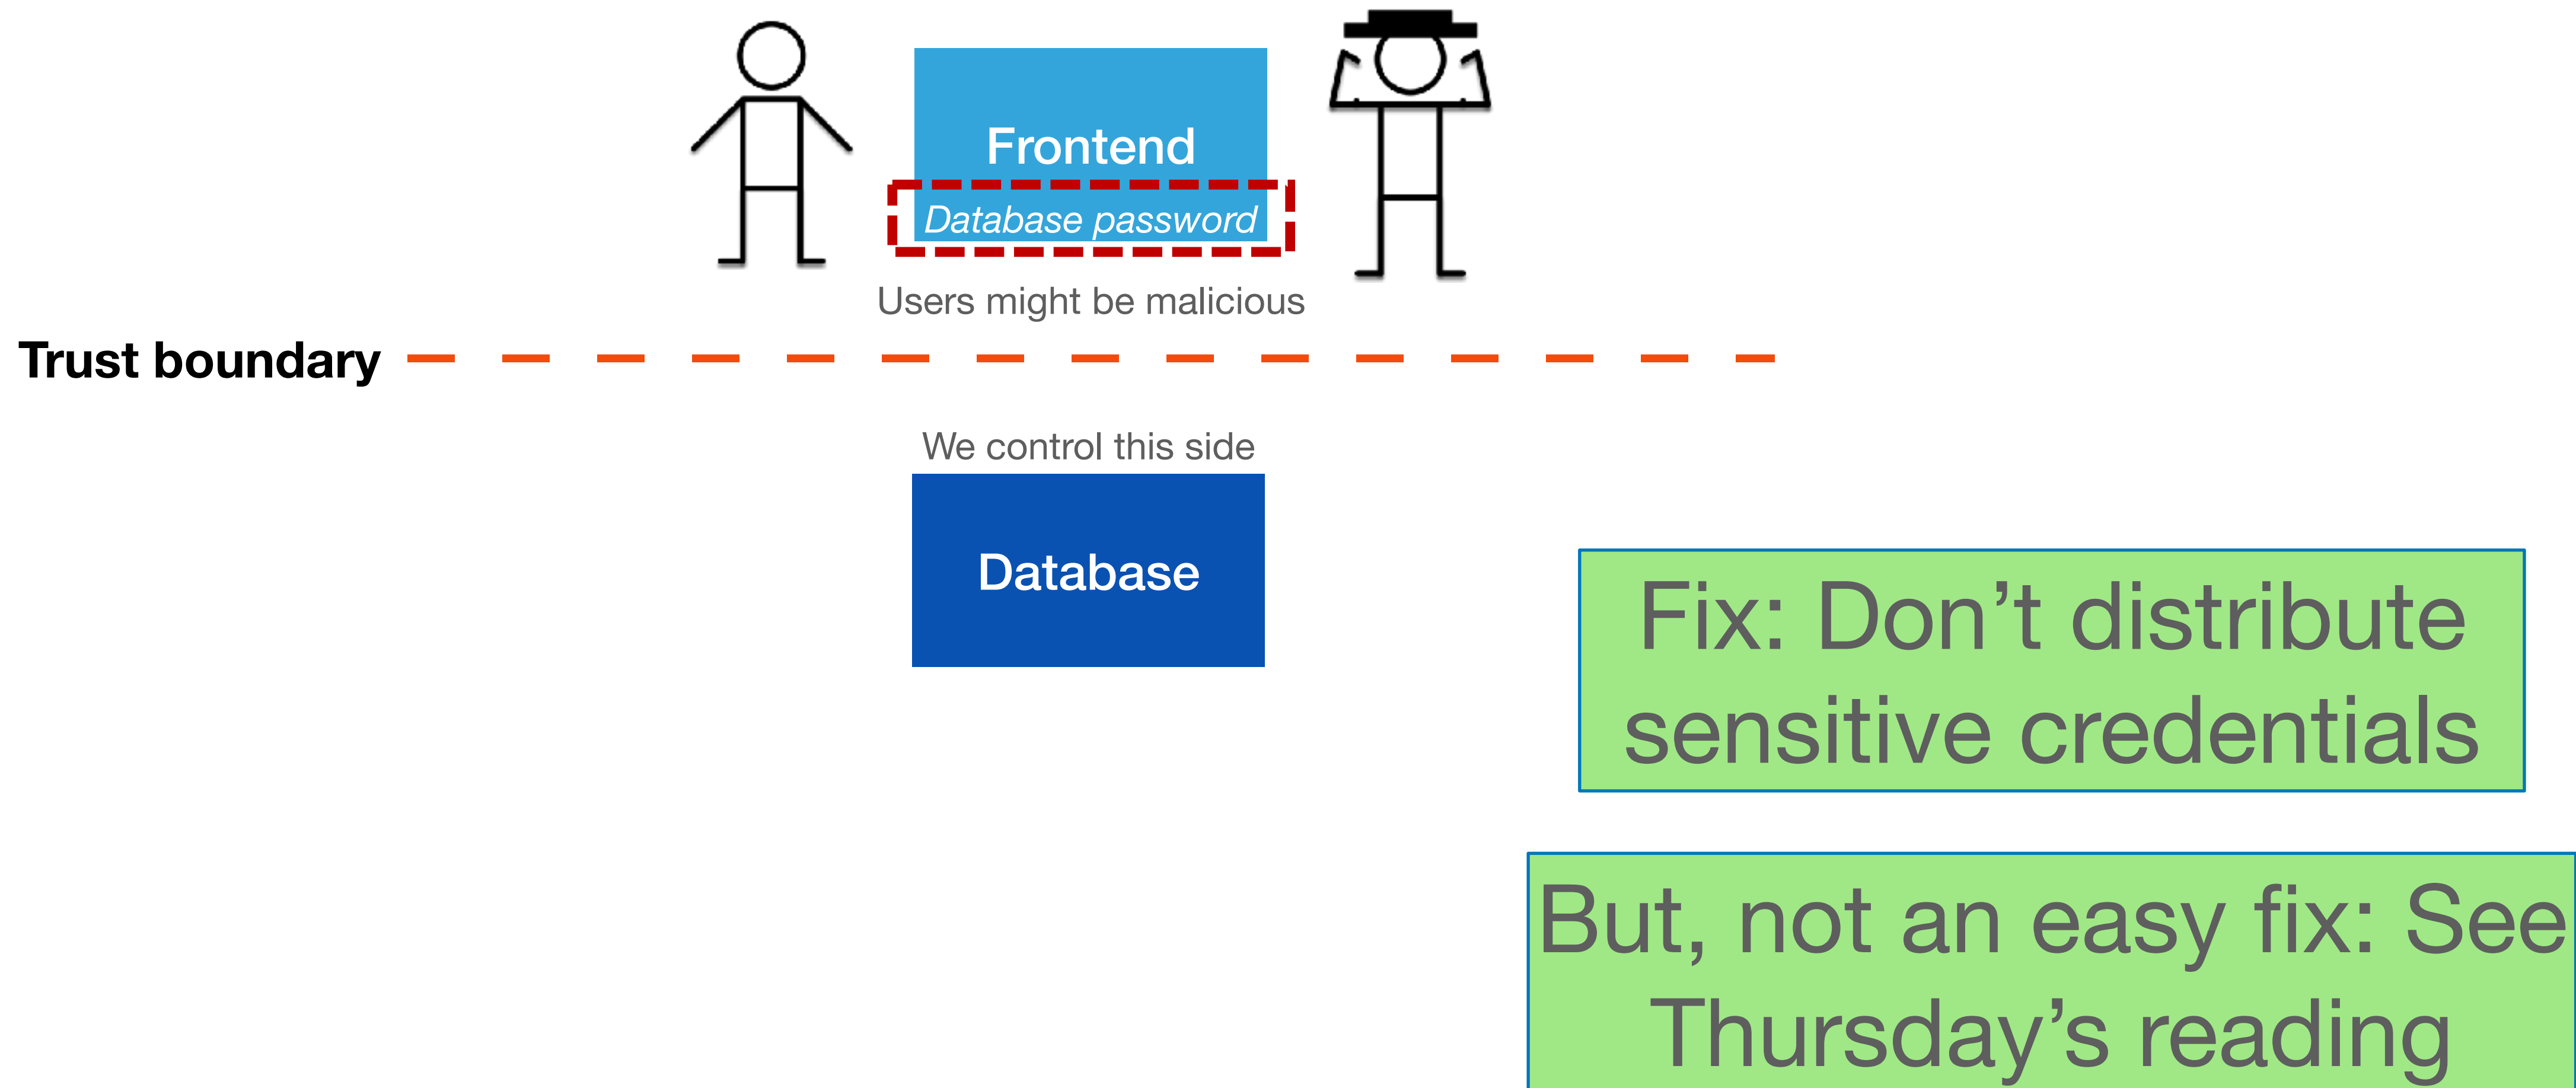 Frontend
Database password
Users might be malicious
Trust boundary
We control this side
Database
Fix: Don’t distribute
sensitive credentials
But, not an easy fix: See
Thursday’s reading